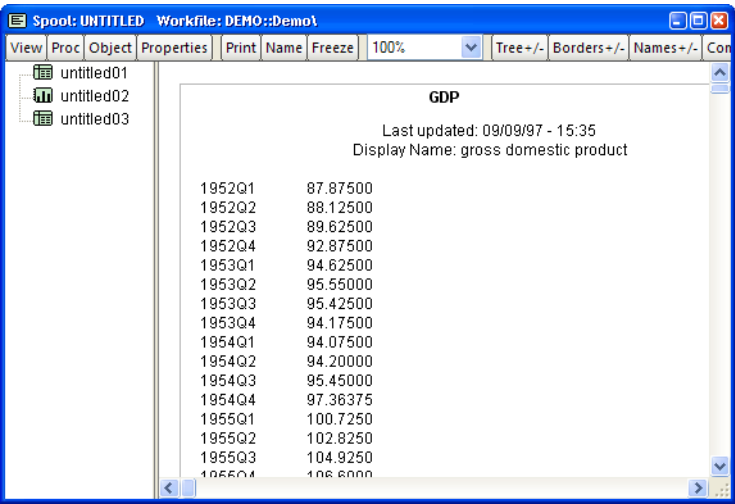 Spool: UNTITLED Workfile: DEMO::Demo\
View Proc Object Properties Print Name Freeze 100% Tree+/- Borders+/- Names+/- Con
untitled01
untitled02
untitled03
GDP
Last updated: 09/09/97 - 15:35
Display Name: gross domestic product
1952Q1 87.87500
1952Q2 88.12500
1952Q3 89.62500
1952Q4 92.87500
1953Q1 94.62500
1953Q2 95.55000
1953Q3 95.42500
1953Q4 94.17500
1954Q1 94.07500
1954Q2 94.20000
1954Q3 95.45000
1954Q4 97.36375
1955Q1 100.7250
1955Q2 102.8250
1955Q3 104.9250
1955Q4 106.6000